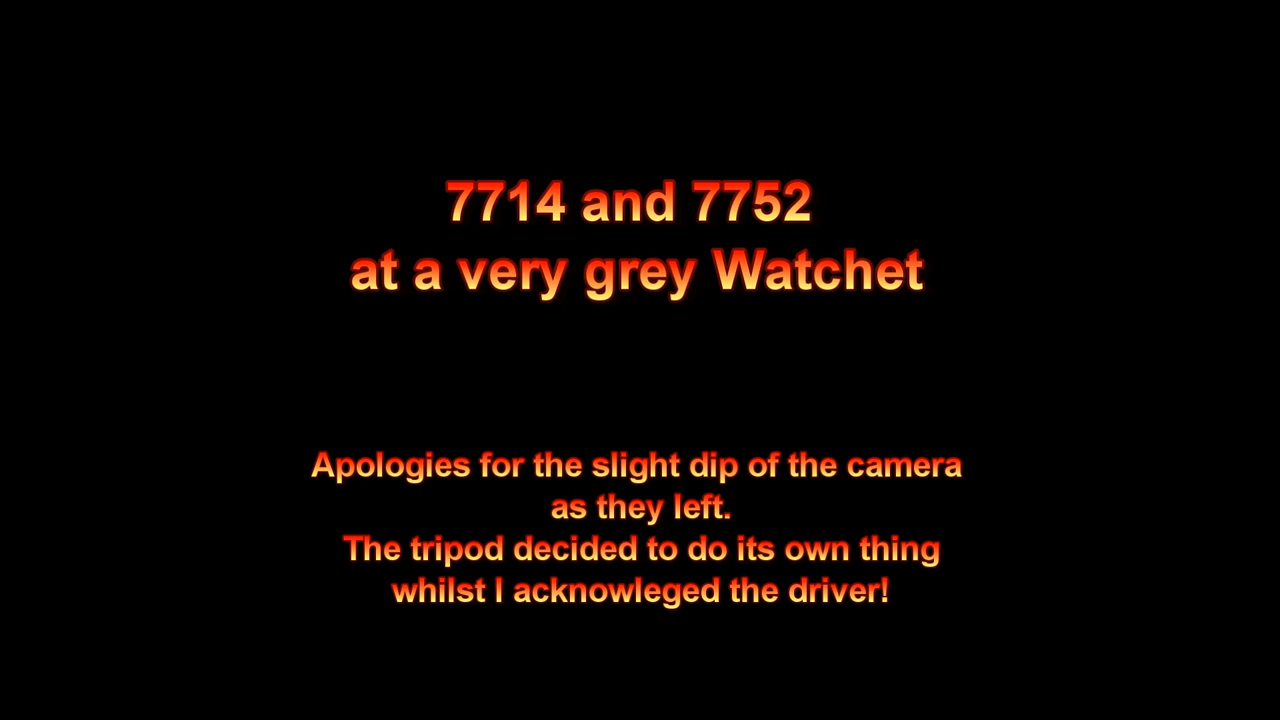 7714 and 7752
at a very grey Watchet
Apologies for the slight dip of the camera
as they left.
The tripod decided to do its own thing
whilst I acknowleged the driver!